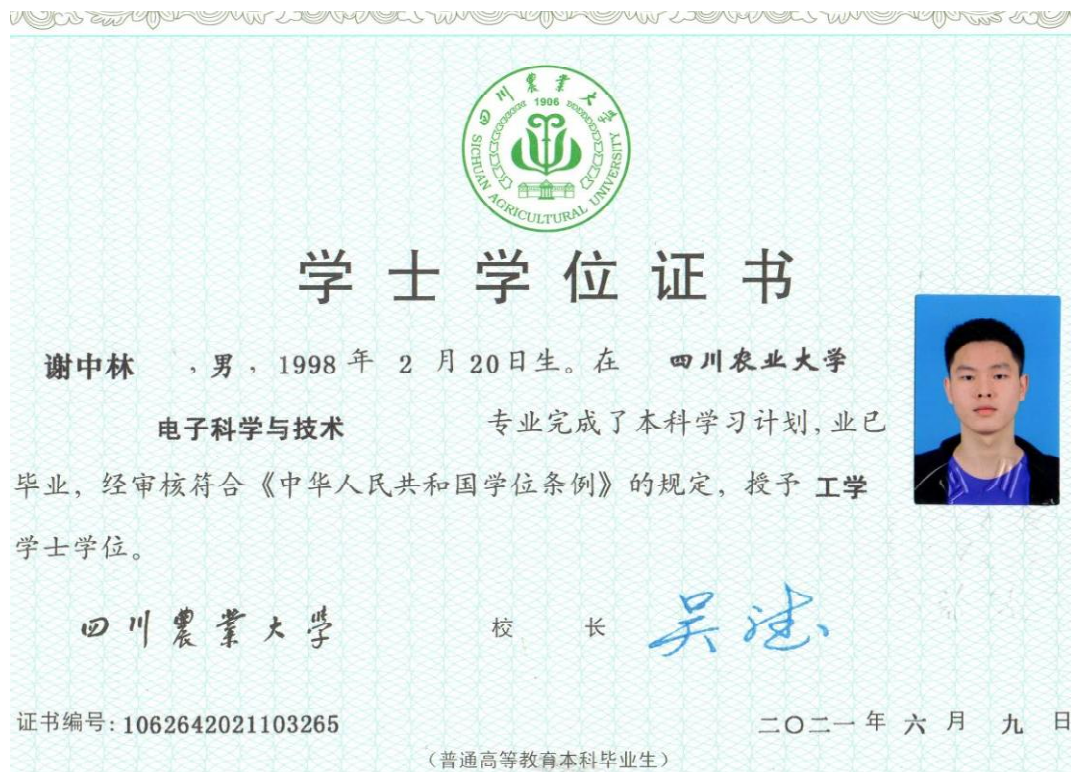 四川農業大学
1906
SICHUAN AGRICULTURAL UNIVERSITY
学士学位证书
谢中林 ,男,1998年 2 月20日生。在 四川农业大学
电子科学与技术 专业完成了本科学习计划,业已
毕业,经审核符合《中华人民共和国学位条例》的规定,授予 工学
学士学位。
四川農業大學 校 长 吴德
证书编号:1062642021103265 二〇二一年 六 月 九 日
(普通高等教育本科毕业生)